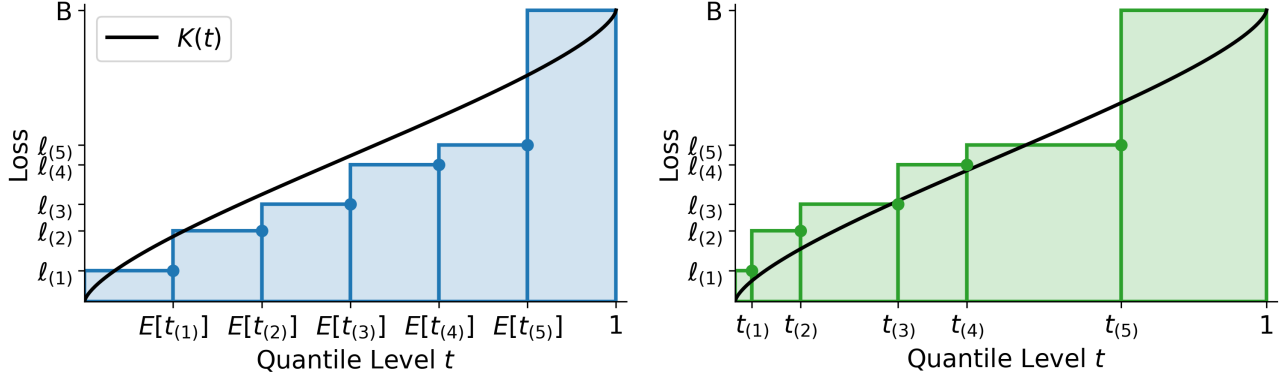 B
K(t)
Loss
ℓ(5)
ℓ(4)
ℓ(3)
ℓ(2)
ℓ(1)
E[t(1)] E[t(2)] E[t(3)] E[t(4)] E[t(5)] 1
Quantile Level t
B
Loss
ℓ(5)
ℓ(4)
ℓ(3)
ℓ(2)
ℓ(1)
t(1) t(2) t(3) t(4) t(5) 1
Quantile Level t